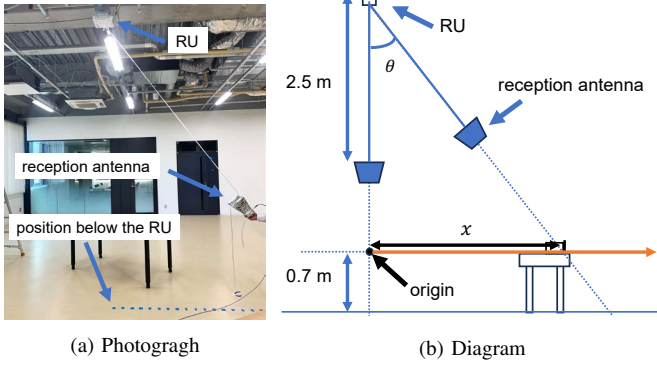 RU
reception antenna
position below the RU
(a) Photogragh
RU
θ
2.5 m
reception antenna
x
0.7 m
origin
(b) Diagram